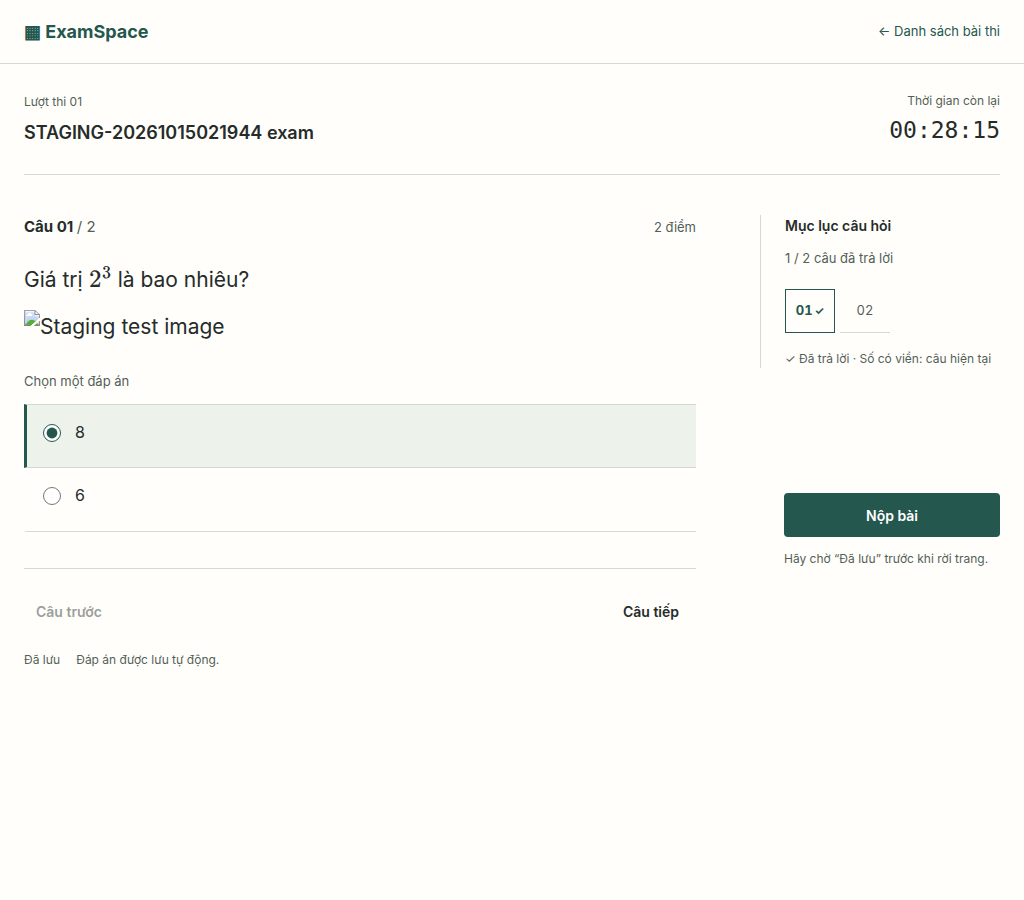 ExamSpace
← Danh sách bài thi
Lượt thi 01
STAGING-20261015021944 exam
Thời gian còn lại
00:28:15
Câu 01 / 2
2 điểm
Giá trị 2³ là bao nhiêu?
Staging test image
Chọn một đáp án
8
6
Câu trước
Câu tiếp
Đã lưu Đáp án được lưu tự động.
Mục lục câu hỏi
1 / 2 câu đã trả lời
01 ✓
02
✓ Đã trả lời · Số có viền: câu hiện tại
Nộp bài
Hãy chờ “Đã lưu” trước khi rời trang.